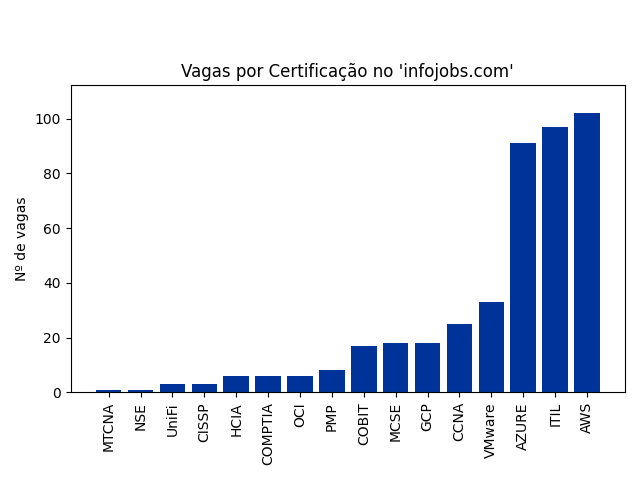 Vagas por Certificação no 'infojobs.com'
Nº de vagas
100
80
60
40
20
0
MTCNA
NSE
UniFi
CISSP
HCIA
COMPTIA
OCI
PMP
COBIT
MCSE
GCP
CCNA
VMware
AZURE
ITIL
AWS